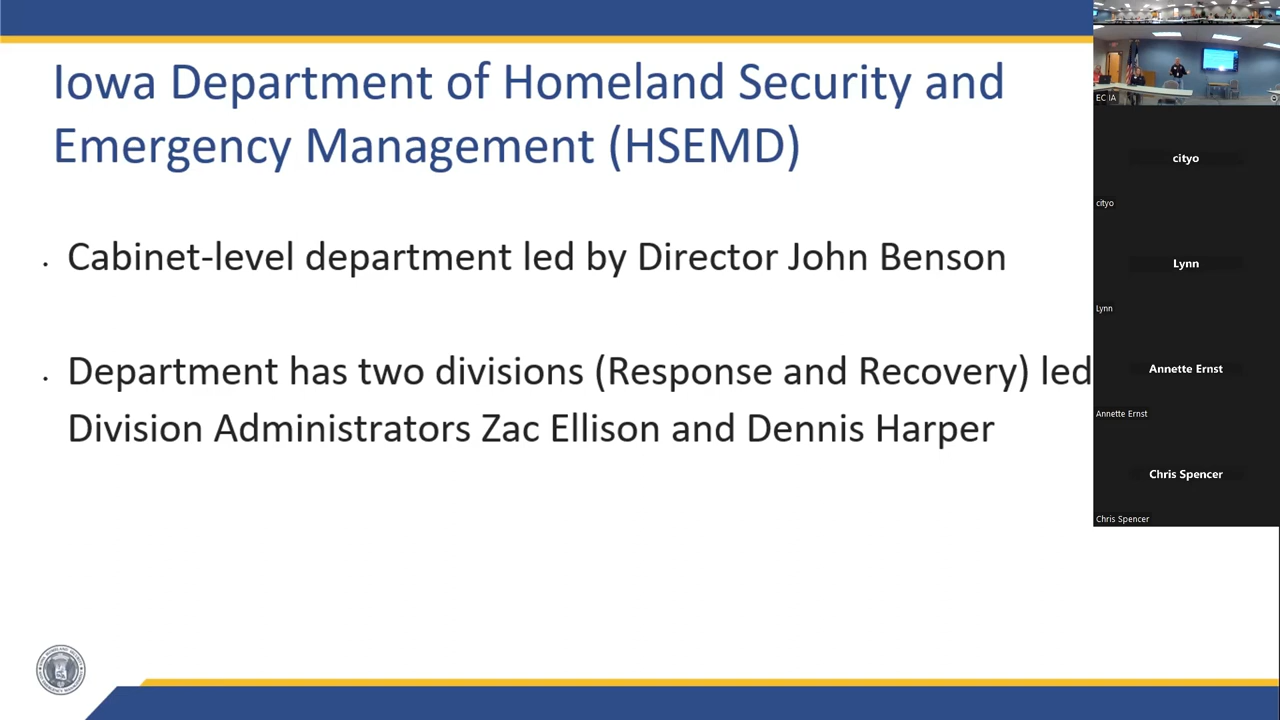 Iowa Department of Homeland Security and
Emergency Management (HSEMD)
· Cabinet-level department led by Director John Benson
· Department has two divisions (Response and Recovery) led
Division Administrators Zac Ellison and Dennis Harper
ECIA
cityo
cityo
Lynn
Lynn
Annette Ernst
Annette Ernst
Chris Spencer
Chris Spencer